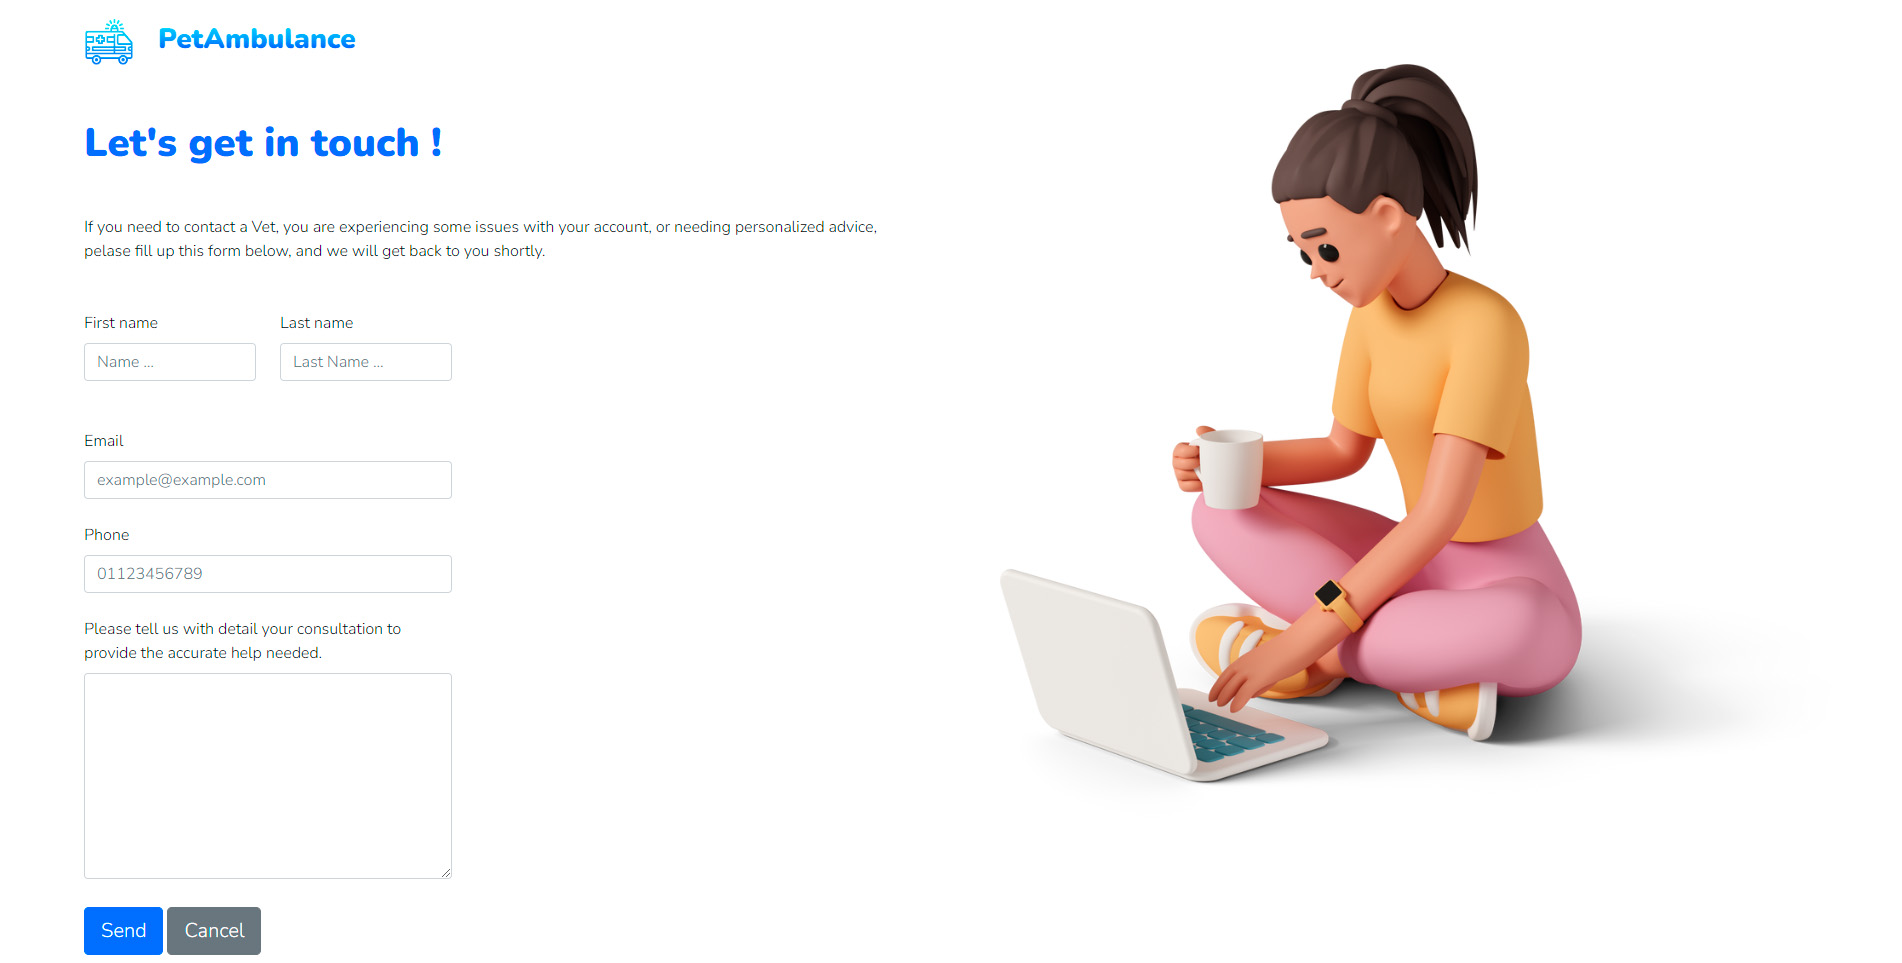 PetAmbulance
Let's get in touch !
If you need to contact a Vet, you are experiencing some issues with your account, or needing personalized advice,
pelase fill up this form below, and we will get back to you shortly.
First name
Last name
Name ...
Last Name ...
Email
example@example.com
Phone
01123456789
Please tell us with detail your consultation to
provide the accurate help needed.
Send
Cancel